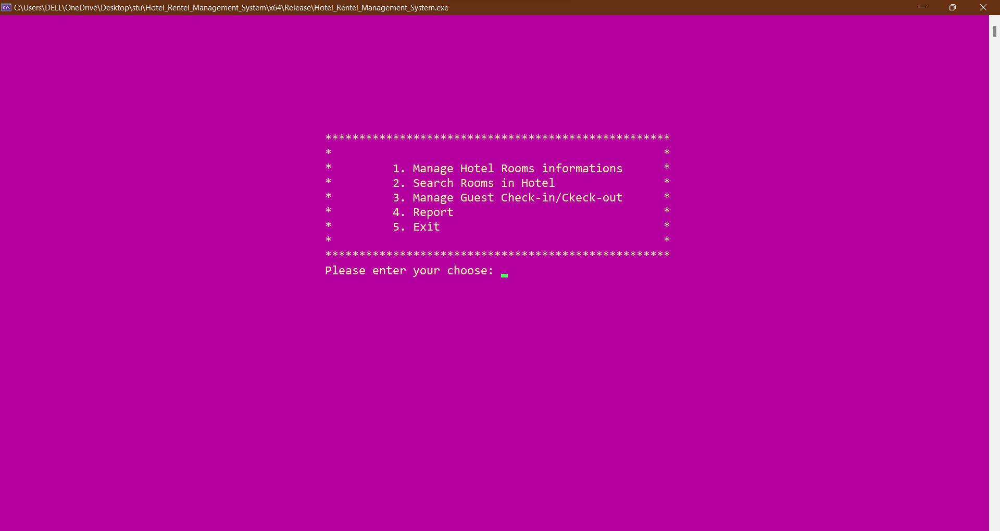 C:\Users\DELL\OneDrive\Desktop\stu\Hotel_Rentel_Management_System\x64\Release\Hotel_Rentel_Management_System.exe
***************************************************
*                                                 *
*         1. Manage Hotel Rooms informations      *
*         2. Search Rooms in Hotel                *
*         3. Manage Guest Check-in/Ckeck-out      *
*         4. Report                               *
*         5. Exit                                 *
*                                                 *
***************************************************
Please enter your choose: